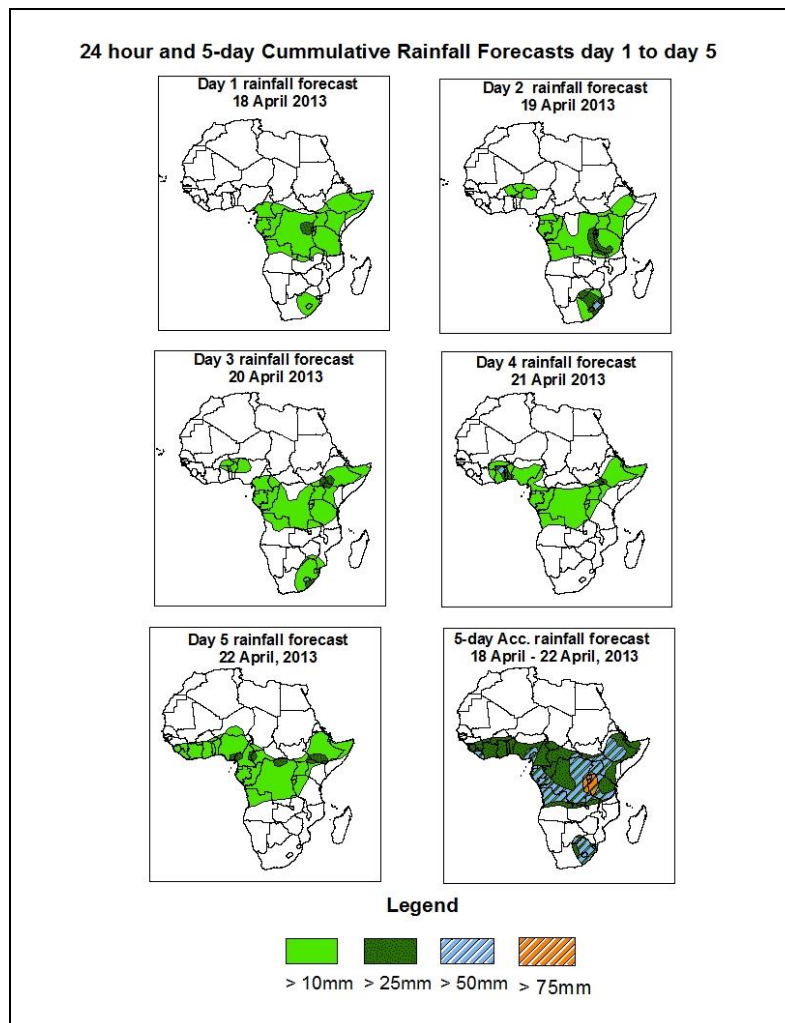 24 hour and 5-day Cummulative Rainfall Forecasts day 1 to day 5
Day 1 rainfall forecast
18 April 2013
Day 2 rainfall forecast
19 April 2013
Day 3 rainfall forecast
20 April 2013
Day 4 rainfall forecast
21 April 2013
Day 5 rainfall forecast
22 April, 2013
5-day Acc. rainfall forecast
18 April - 22 April, 2013
Legend
> 10mm > 25mm > 50mm > 75mm